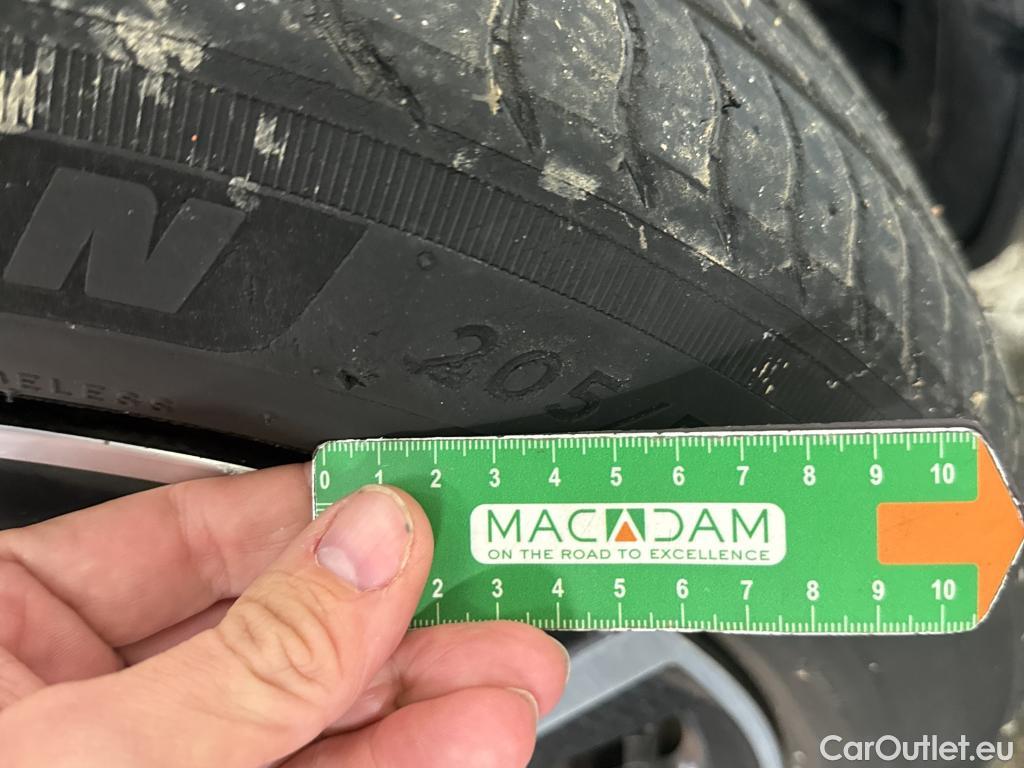 N
ELESS
205/
0 1 2 3 4 5 6 7 8 9 10
MACADAM
ON THE ROAD TO EXCELLENCE
2 3 4 5 6 7 8 9 10
CarOutlet.eu